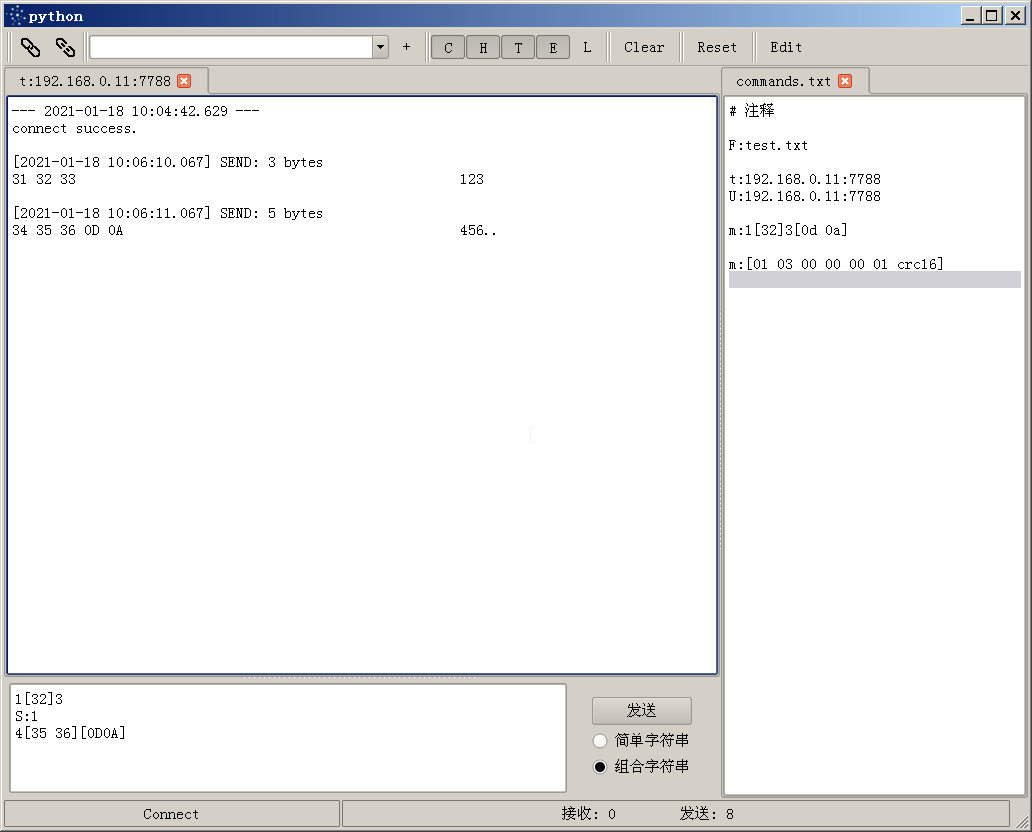 python
+ C H T E L Clear Reset Edit
t:192.168.0.11:7788
--- 2021-01-18 10:04:42.629 ---
connect success.
[2021-01-18 10:06:10.067] SEND: 3 bytes
31 32 33 123
[2021-01-18 10:06:11.067] SEND: 5 bytes
34 35 36 0D 0A 456..
commands.txt
# 注释
F:test.txt
t:192.168.0.11:7788
U:192.168.0.11:7788
m:1[32]3[0d 0a]
m:[01 03 00 00 00 01 crc16]
1[32]3
S:1
4[35 36][0D0A]
发送
简单字符串
组合字符串
Connect
接收: 0 发送: 8